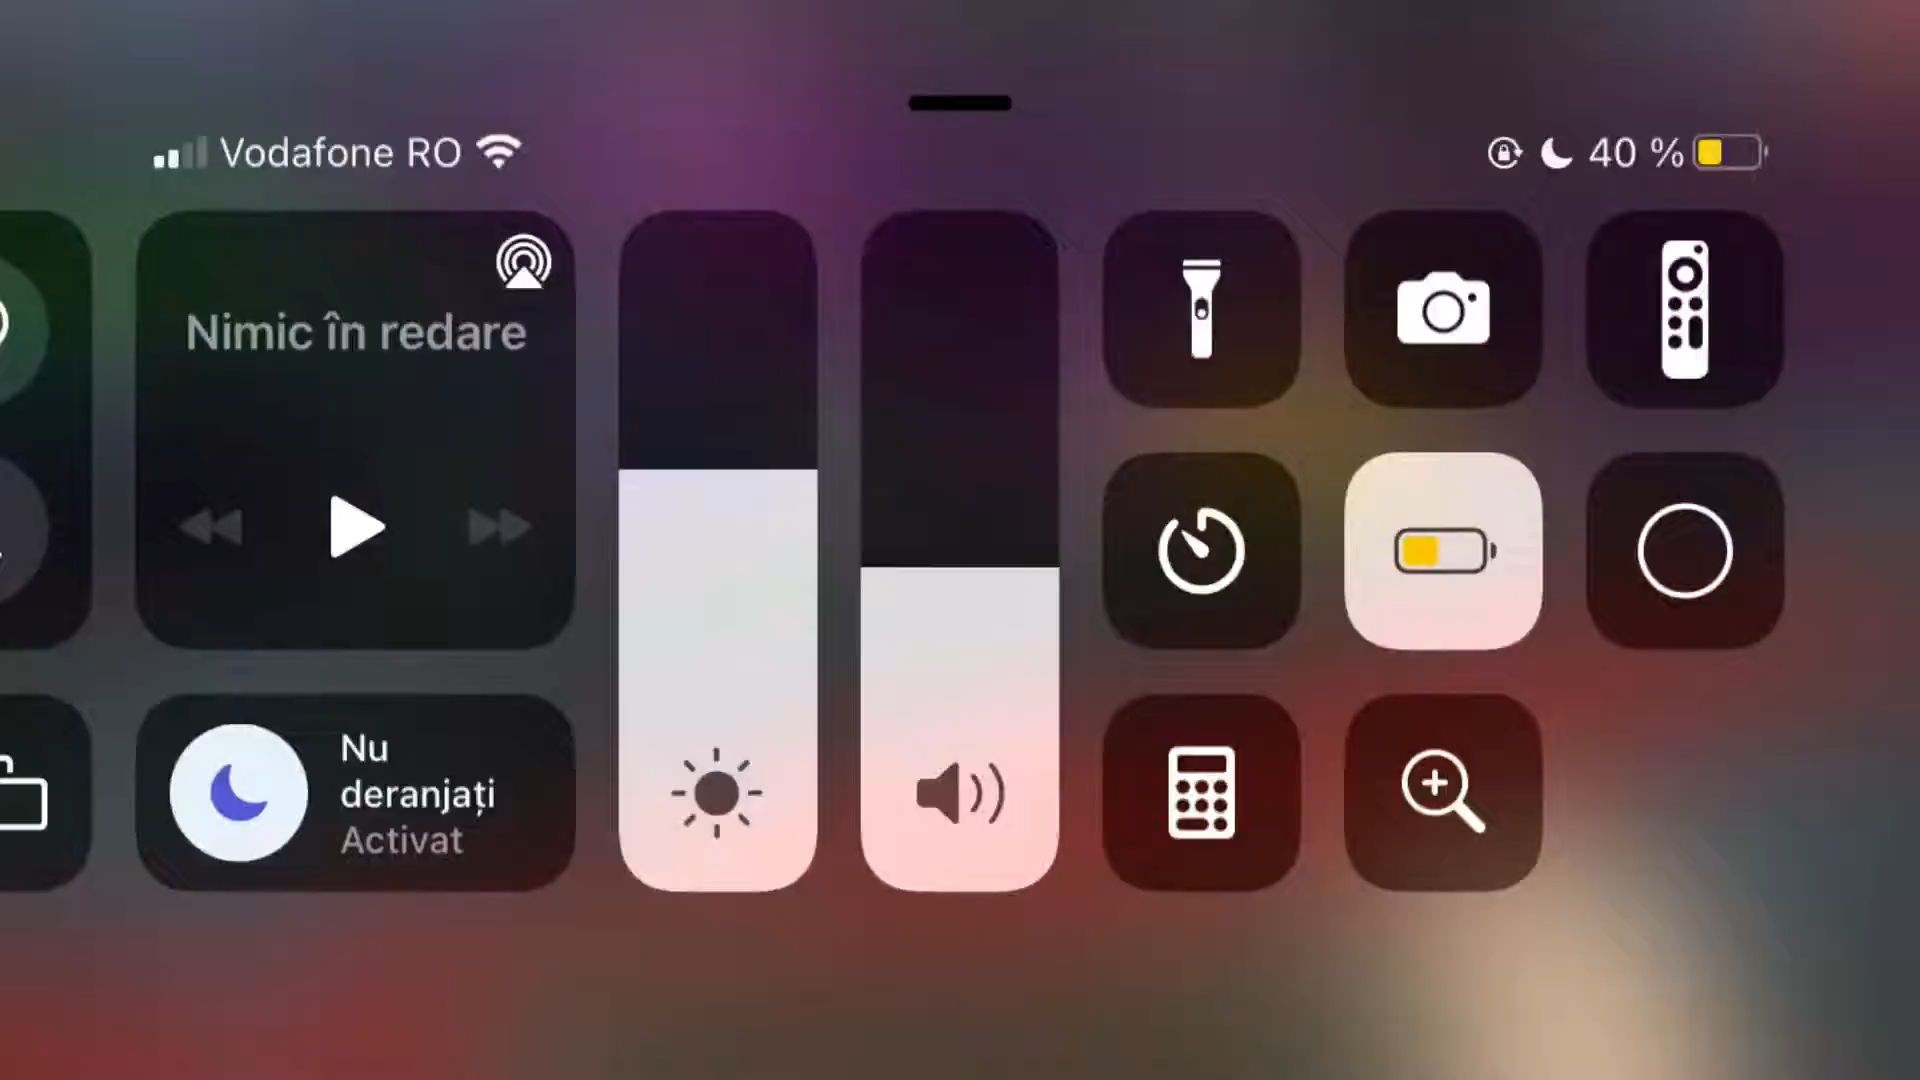 Vodafone RO
40 %
Nimic în redare
Nu
deranjați
Activat